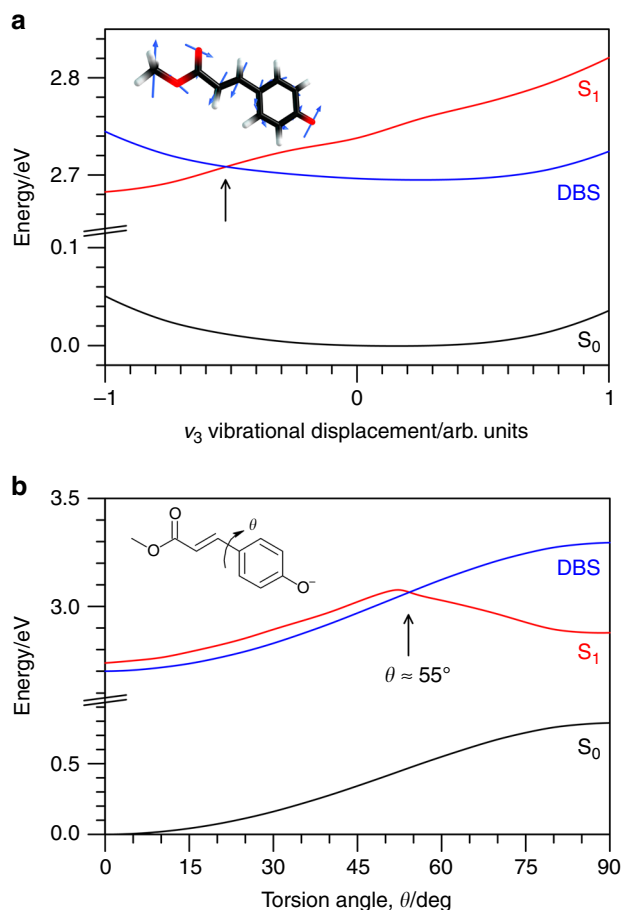 a
2.8
2.7
0.1
0.0
Energy/eV
S1
DBS
S0
−1
0
1
v3 vibrational displacement/arb. units
b
3.5
3.0
0.5
0.0
Energy/eV
O
O
θ
O−
DBS
S1
θ ≈ 55°
S0
0
15
30
45
60
75
90
Torsion angle, θ/deg